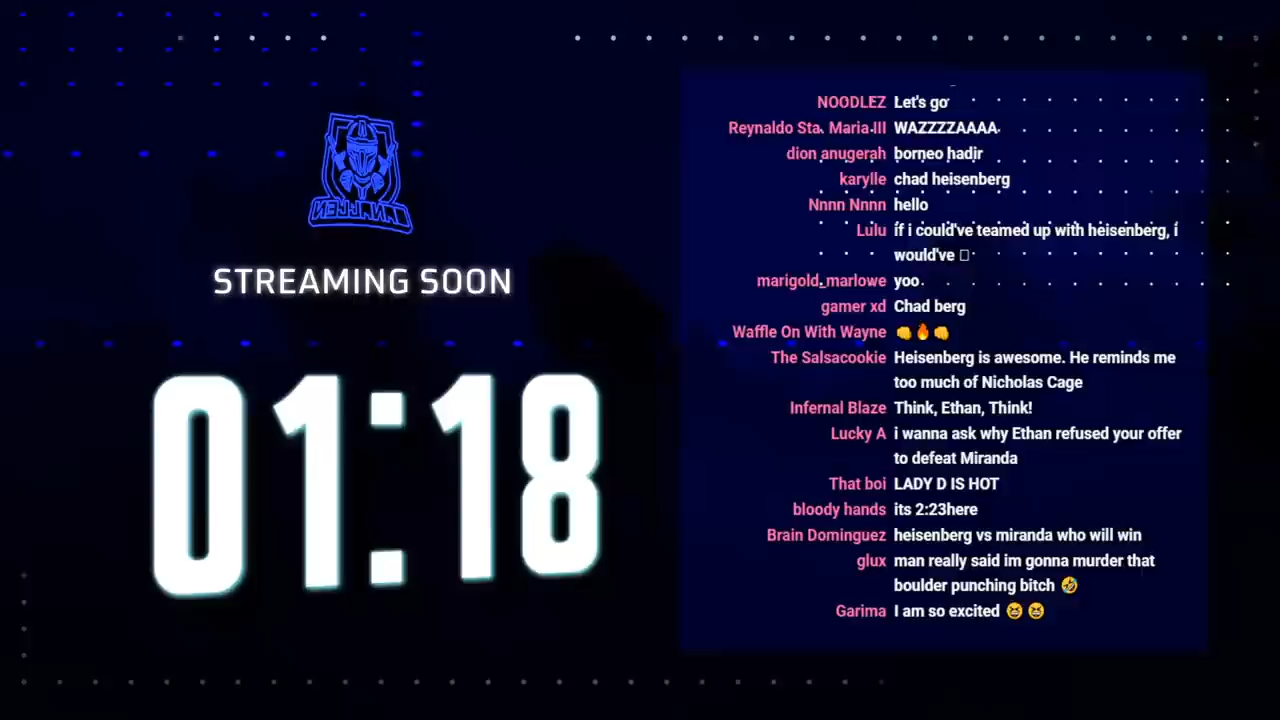 STREAMING SOON
01:18
NOODLEZ Let's go
Reynaldo Sta. Maria III WAZZZZAAAA
dion anugerah borneo hadir
karylle chad heisenberg
Nnnn Nnnn hello
Lulu if i could've teamed up with heisenberg, i
would've
marigold_marlowe yoo
gamer xd Chad berg
Waffle On With Wayne 👊🔥👊
The Salsacookie Heisenberg is awesome. He reminds me
too much of Nicholas Cage
Infernal Blaze Think, Ethan, Think!
Lucky A i wanna ask why Ethan refused your offer
to defeat Miranda
That boi LADY D IS HOT
bloody hands its 2:23here
Brain Dominguez heisenberg vs miranda who will win
glux man really said im gonna murder that
boulder punching bitch 🤣
Garima I am so excited 😆 😆